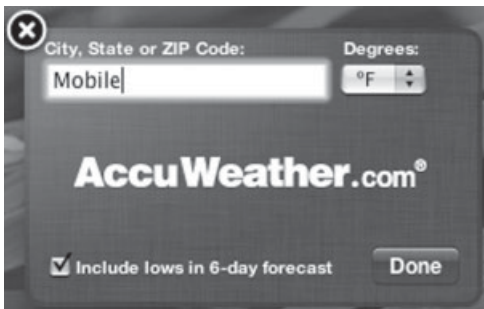 City, State or ZIP Code:
Degrees:
Mobile
°F
AccuWeather.com®
Include lows in 6-day forecast
Done